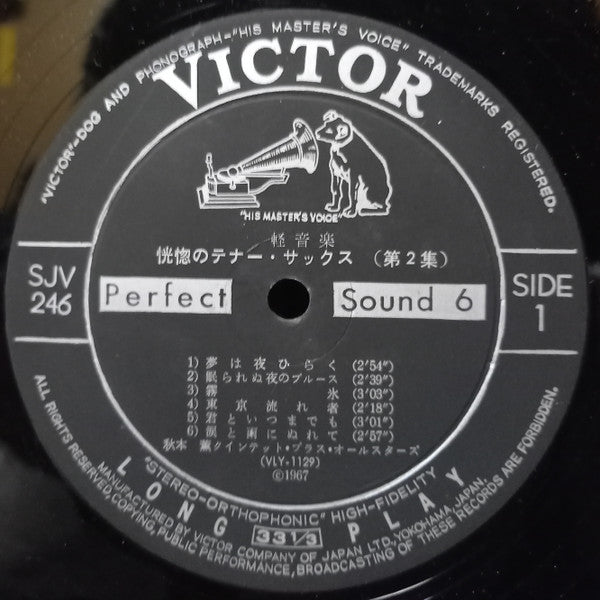 "VICTOR"-DOG AND PHONOGRAPH-"HIS MASTER'S VOICE" TRADEMARKS REGISTERED.
VICTOR
"HIS MASTER'S VOICE"
軽音楽
恍惚のテナー・サックス (第2集)
SJV
246
Perfect Sound 6
SIDE
1
1) 夢は夜ひらく (2′54″)
2) 眠られぬ夜のブルース (2′39″)
3) 霧氷 (3′03″)
4) 東京流れ者 (2′18″)
5) 君といつまでも (3′01″)
6) 涙と雨にぬれて (2′57″)
秋本 薫クインテット・プラス・オールスターズ
(VLY-1129)
©1967
"STEREO-ORTHOPHONIC" HIGH-FIDELITY
LONG 33 1/3 PLAY
MANUFACTURED BY VICTOR COMPANY OF JAPAN LTD., YOKOHAMA, JAPAN.
ALL RIGHTS RESERVED, COPYING, PUBLIC PERFORMANCE, BROADCASTING OF THESE RECORDS ARE FORBIDDEN.